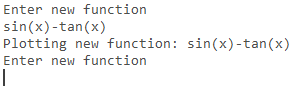 Enter new function
sin(x)-tan(x)
Plotting new function: sin(x)-tan(x)
Enter new function